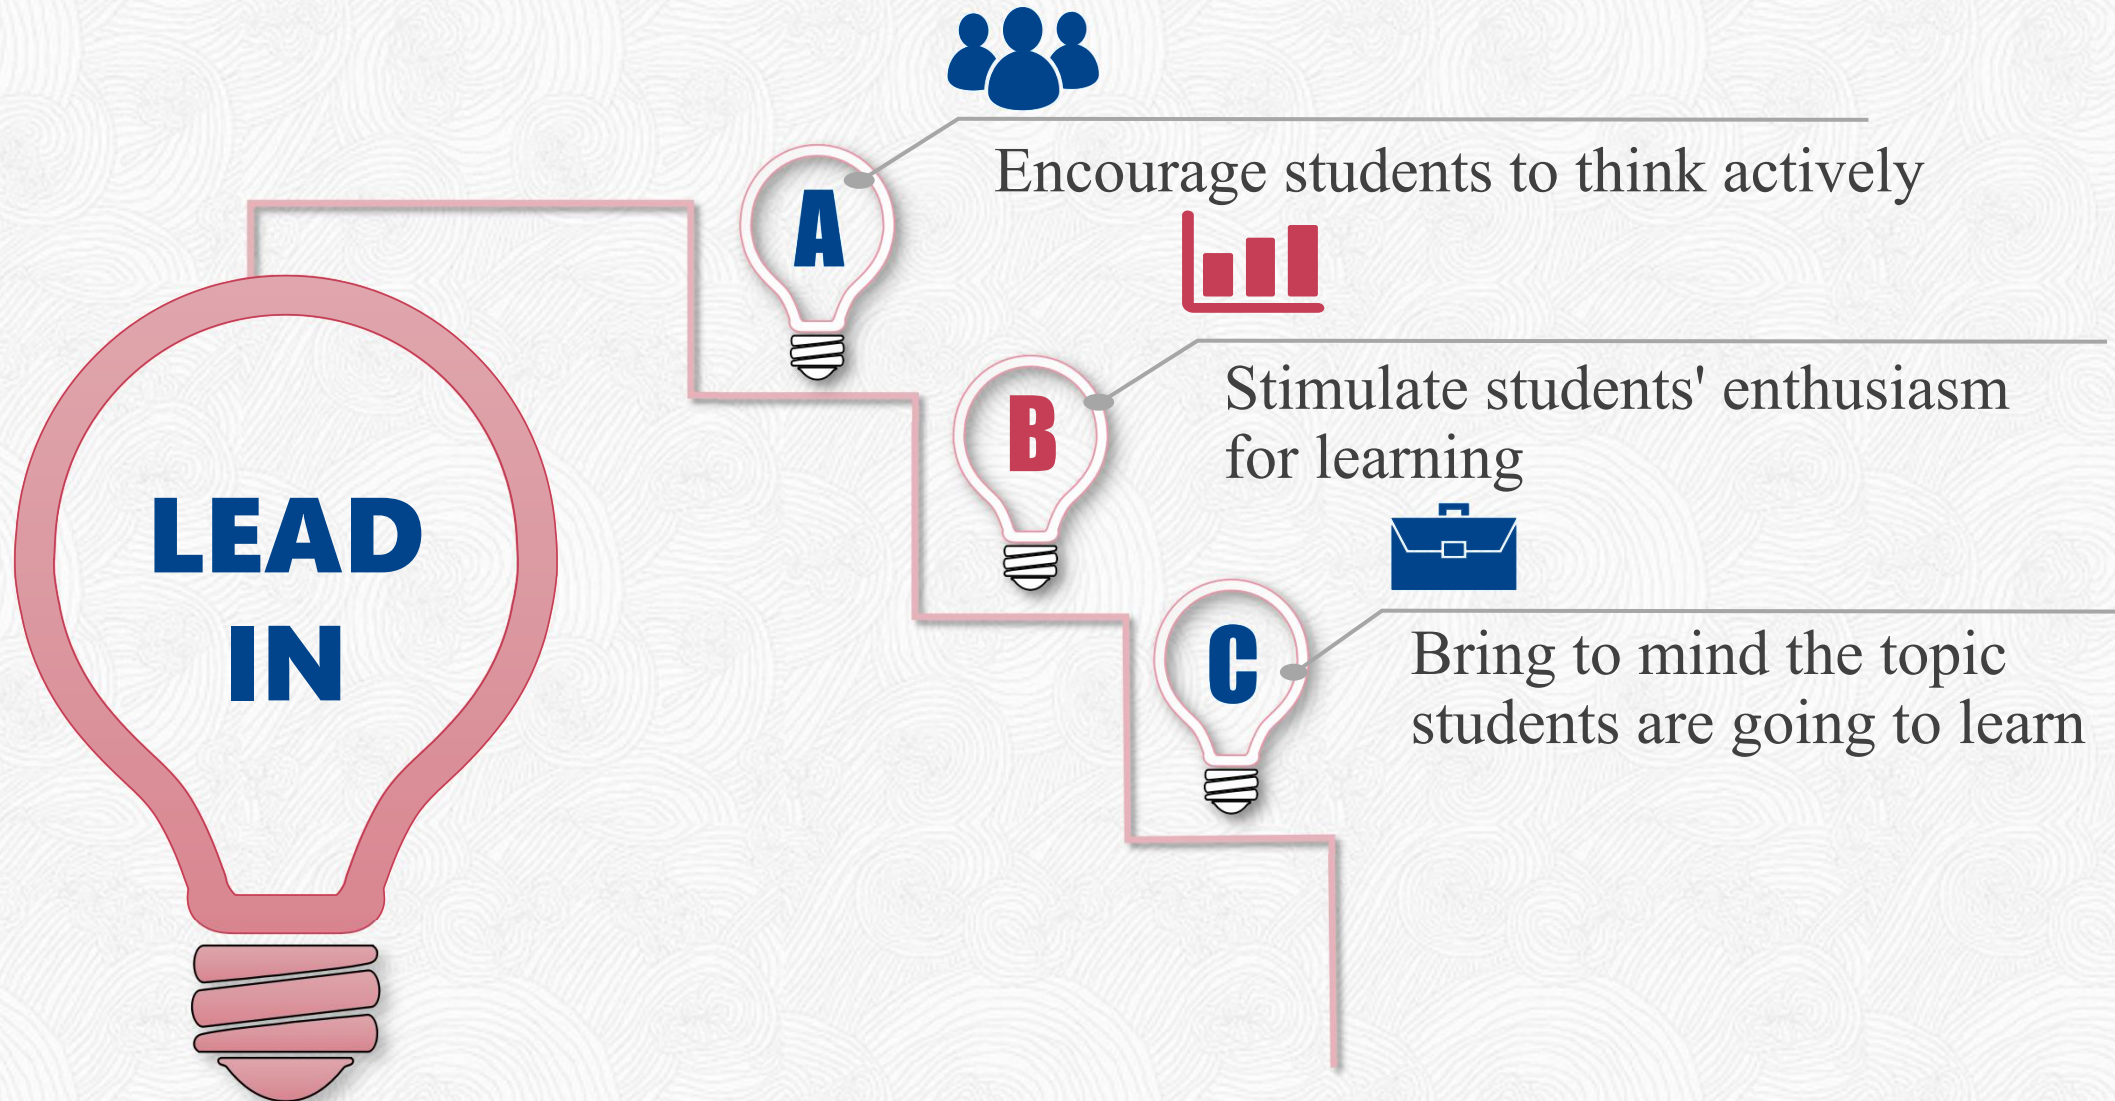 LEAD
IN
A
Encourage students to think actively
B
Stimulate students' enthusiasm
for learning
C
Bring to mind the topic
students are going to learn